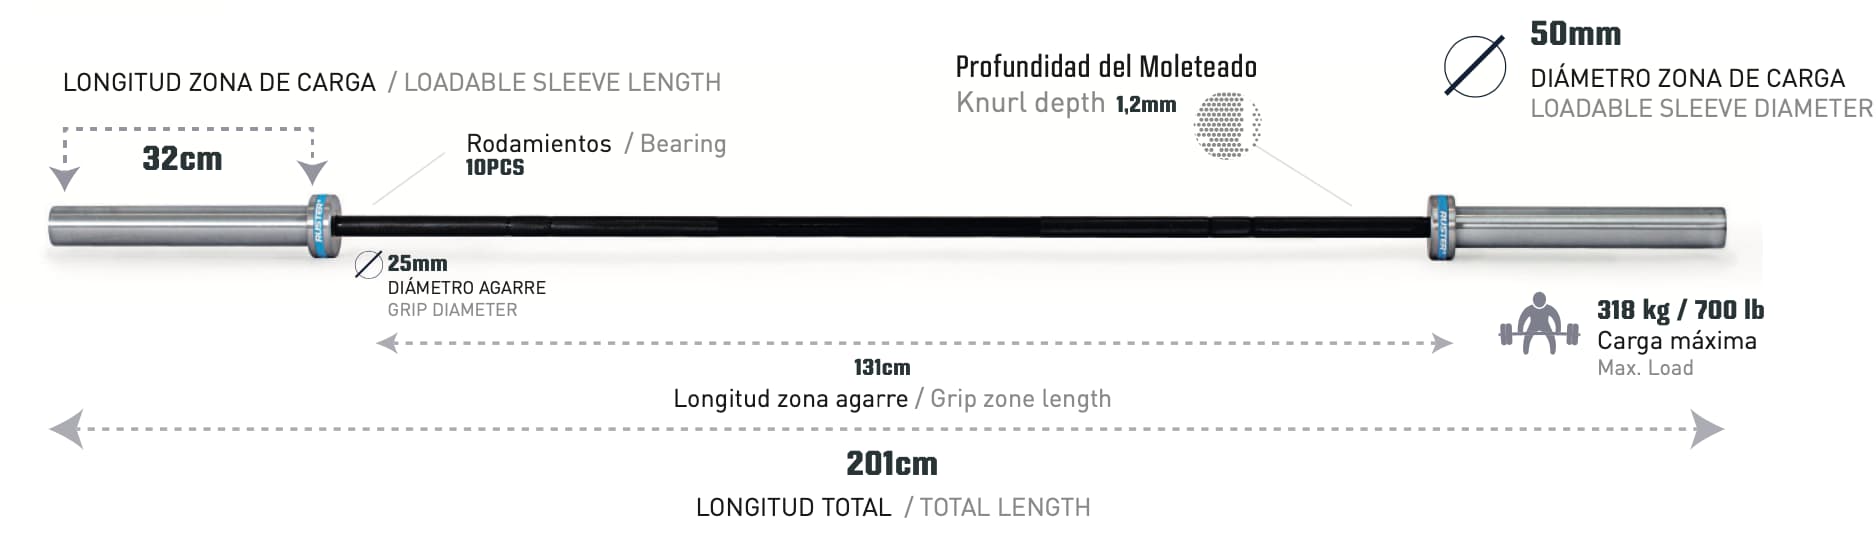 50mm
DIÁMETRO ZONA DE CARGA
LOADABLE SLEEVE DIAMETER
Profundidad del Moleteado
Knurl depth 1,2mm
LONGITUD ZONA DE CARGA / LOADABLE SLEEVE LENGTH
32cm
Rodamientos / Bearing
10PCS
RUSTER
RUSTER
25mm
DIÁMETRO AGARRE
GRIP DIAMETER
318 kg / 700 lb
Carga máxima
Max. Load
131cm
Longitud zona agarre / Grip zone length
201cm
LONGITUD TOTAL / TOTAL LENGTH